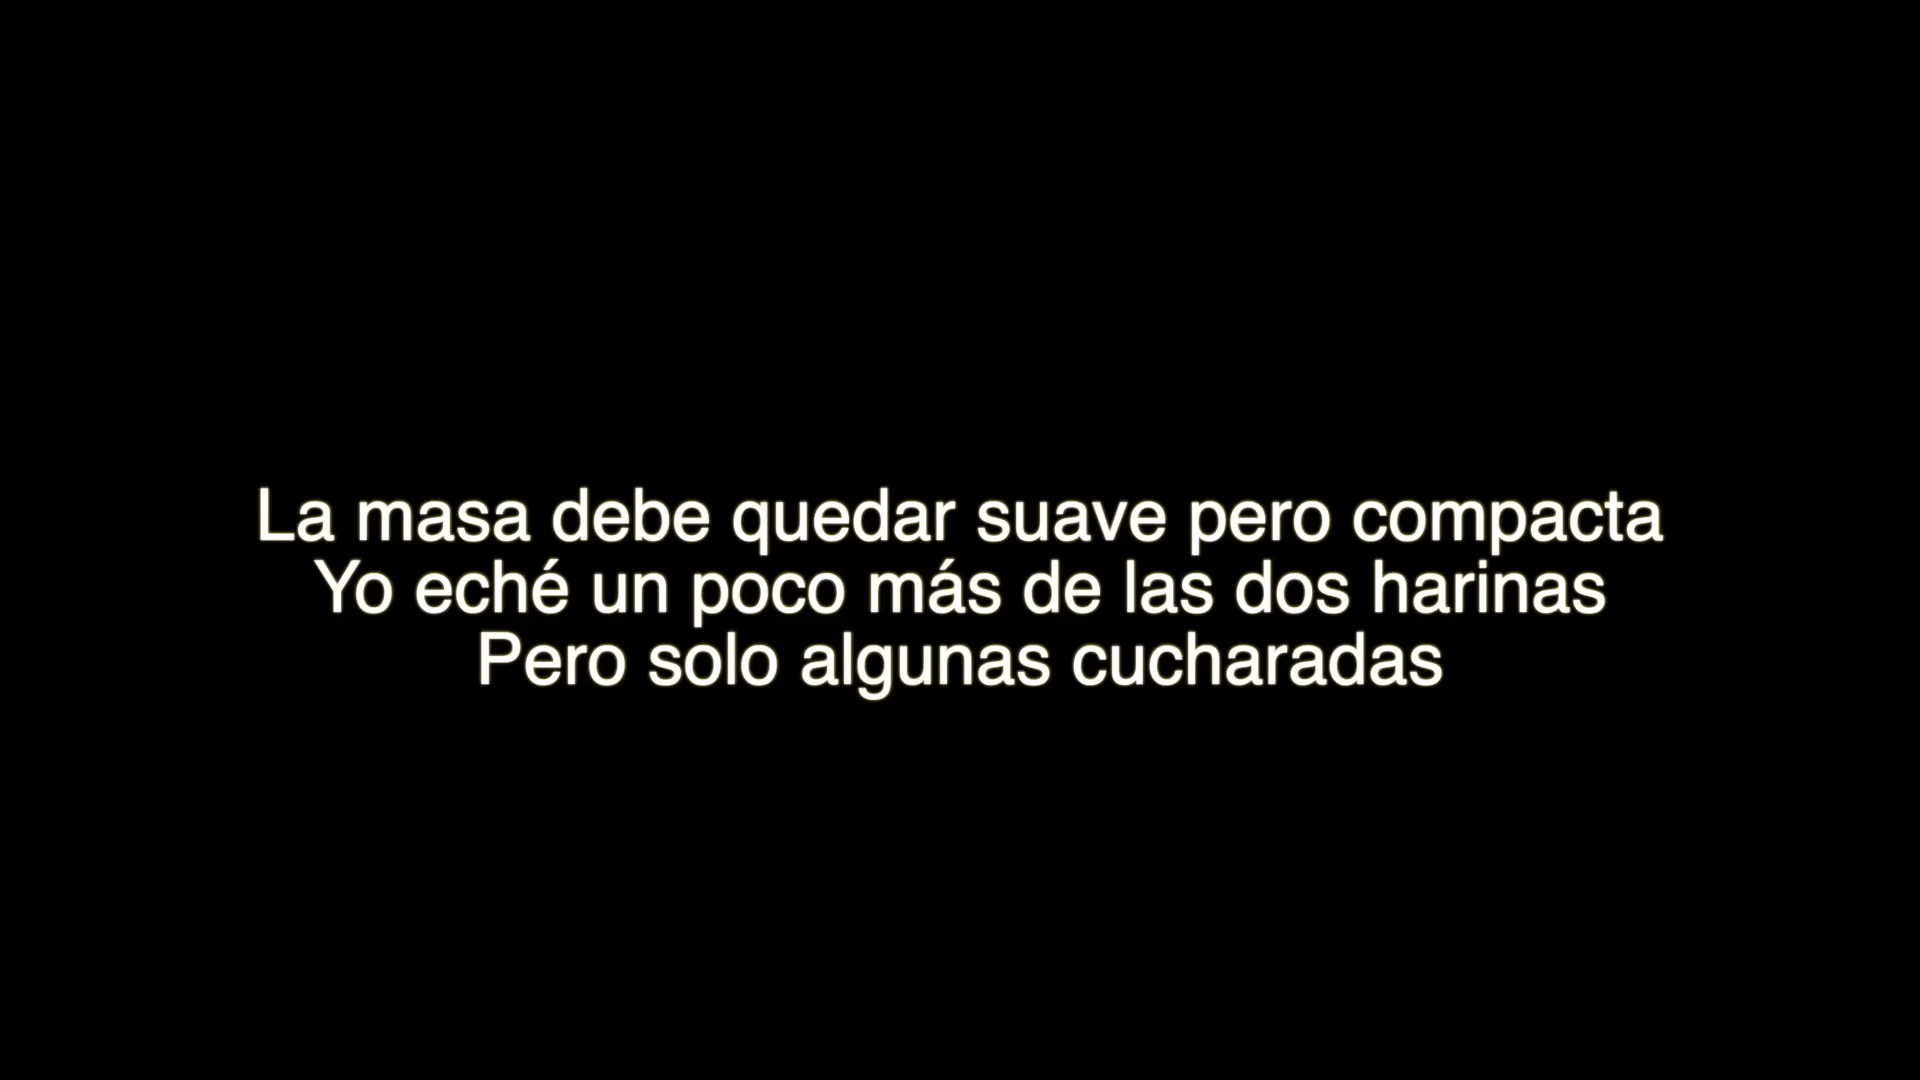 La masa debe quedar suave pero compacta
Yo eché un poco más de las dos harinas
Pero solo algunas cucharadas